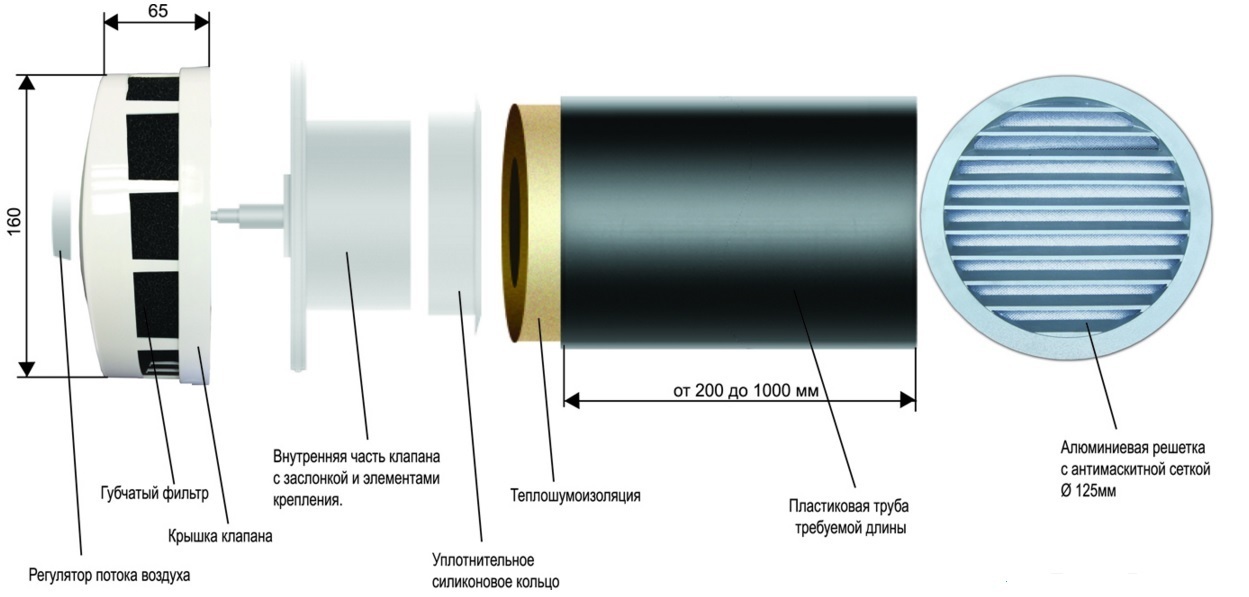 65
160
от 200 до 1000 мм
Внутренняя часть клапана
с заслонкой и элементами
крепления.
Губчатый фильтр
Крышка клапана
Регулятор потока воздуха
Уплотнительное
силиконовое кольцо
Теплошумоизоляция
Пластиковая труба
требуемой длины
Алюминиевая решетка
с антимаскитной сеткой
Ø 125мм